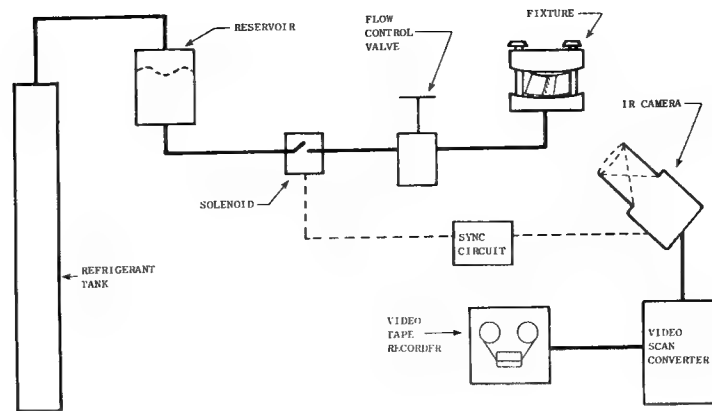 RESERVOIR
FLOW
CONTROL
VALVE
FIXTURE
IR CAMERA
SOLENOID
SYNC
CIRCUIT
REFRIGERANT
TANK
VIDEO
TAPE
RECORDER
VIDEO
SCAN
CONVERTER